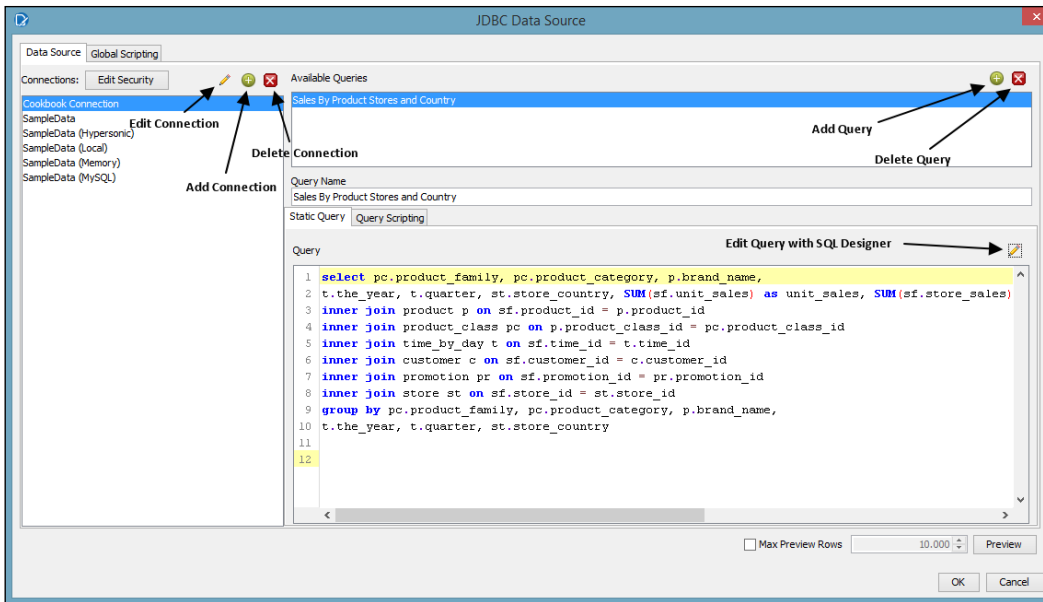 JDBC Data Source
Data Source
Global Scripting
Connections:
Edit Security
Cookbook Connection
SampleData
SampleData (Hypersonic)
SampleData (Local)
SampleData (Memory)
SampleData (MySQL)
Edit Connection
Delete Connection
Add Connection
Available Queries
Sales By Product Stores and Country
Add Query
Delete Query
Query Name
Sales By Product Stores and Country
Static Query
Query Scripting
Query
Edit Query with SQL Designer
1 select pc.product_family, pc.product_category, p.brand_name,
2 t.the_year, t.quarter, st.store_country, SUM(sf.unit_sales) as unit_sales, SUM(sf.store_sales)
3 inner join product p on sf.product_id = p.product_id
4 inner join product_class pc on p.product_class_id = pc.product_class_id
5 inner join time_by_day t on sf.time_id = t.time_id
6 inner join customer c on sf.customer_id = c.customer_id
7 inner join promotion pr on sf.promotion_id = pr.promotion_id
8 inner join store st on sf.store_id = st.store_id
9 group by pc.product_family, pc.product_category, p.brand_name,
10 t.the_year, t.quarter, st.store_country
11
12
Max Preview Rows
10.000
Preview
OK
Cancel